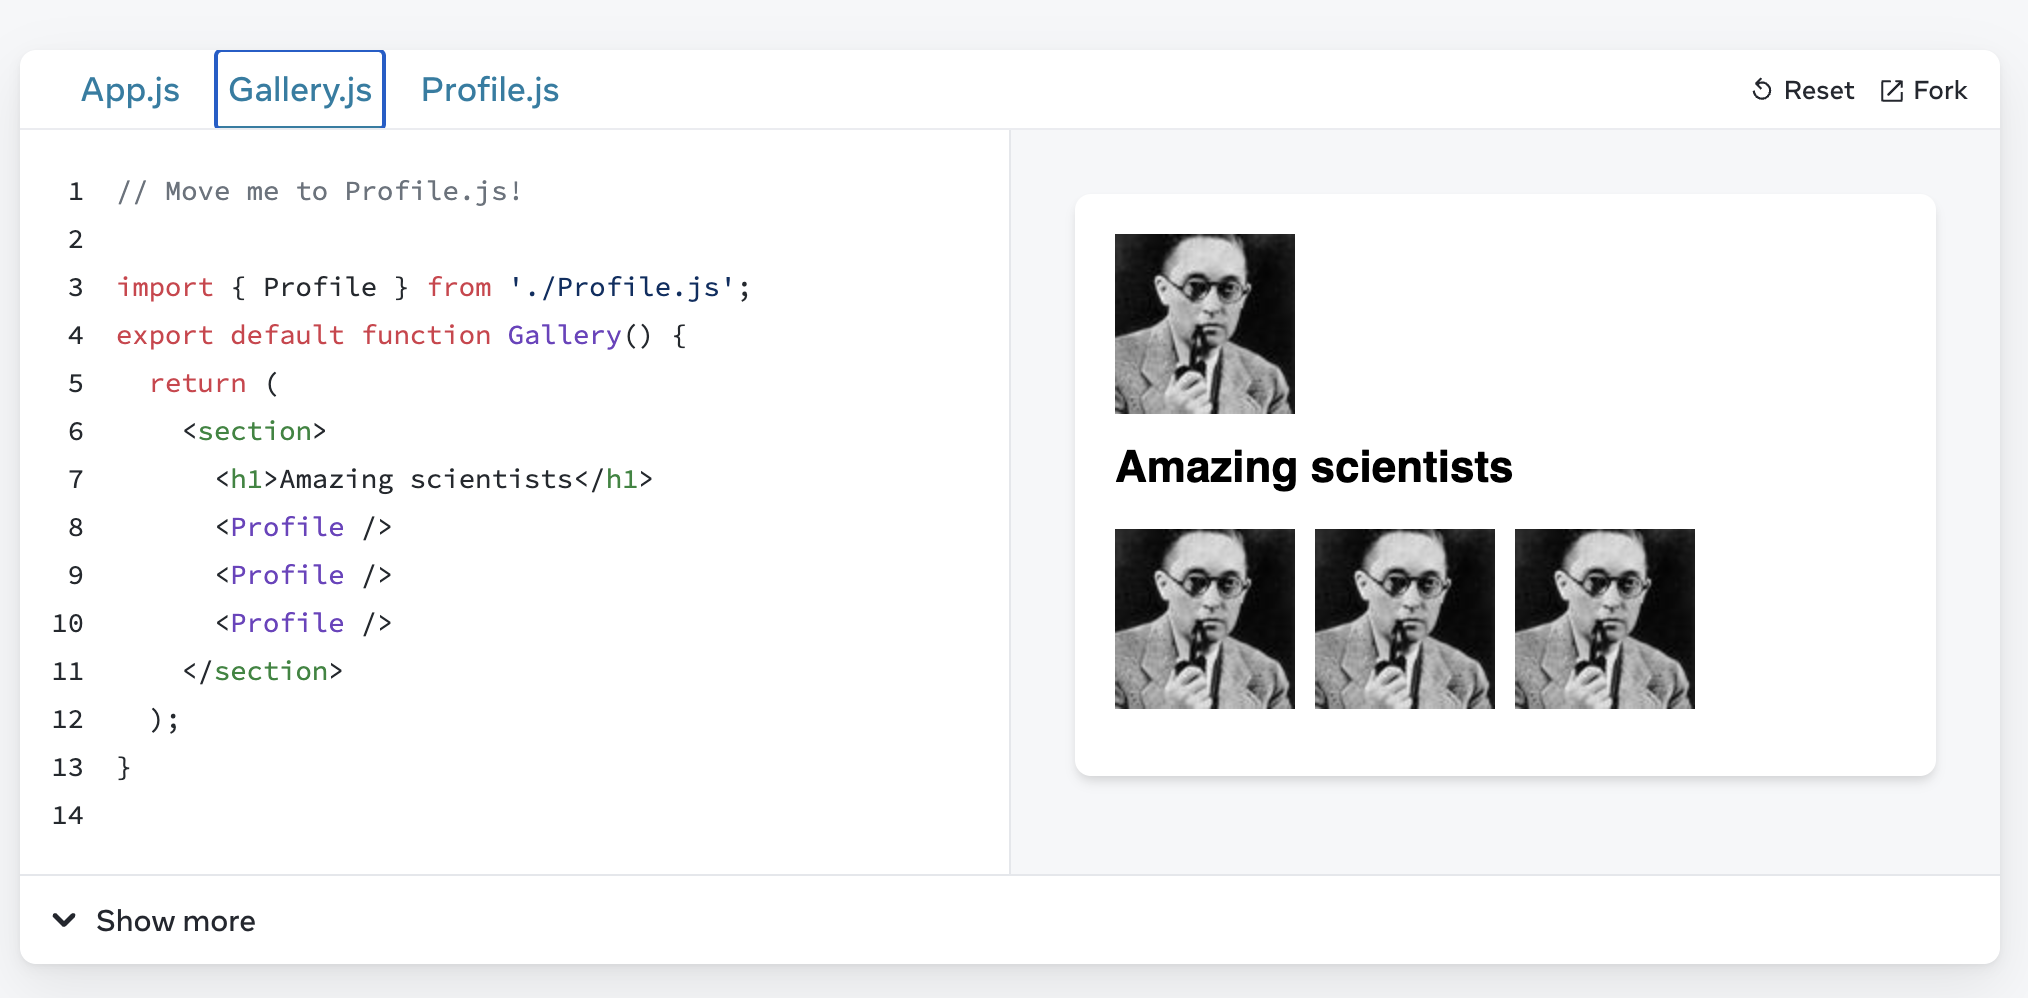 App.js Gallery.js Profile.js Reset Fork
1 // Move me to Profile.js!
2
3 import { Profile } from './Profile.js';
4 export default function Gallery() {
5   return (
6     <section>
7       <h1>Amazing scientists</h1>
8       <Profile />
9       <Profile />
10       <Profile />
11     </section>
12   );
13 }
14
Amazing scientists
Show more